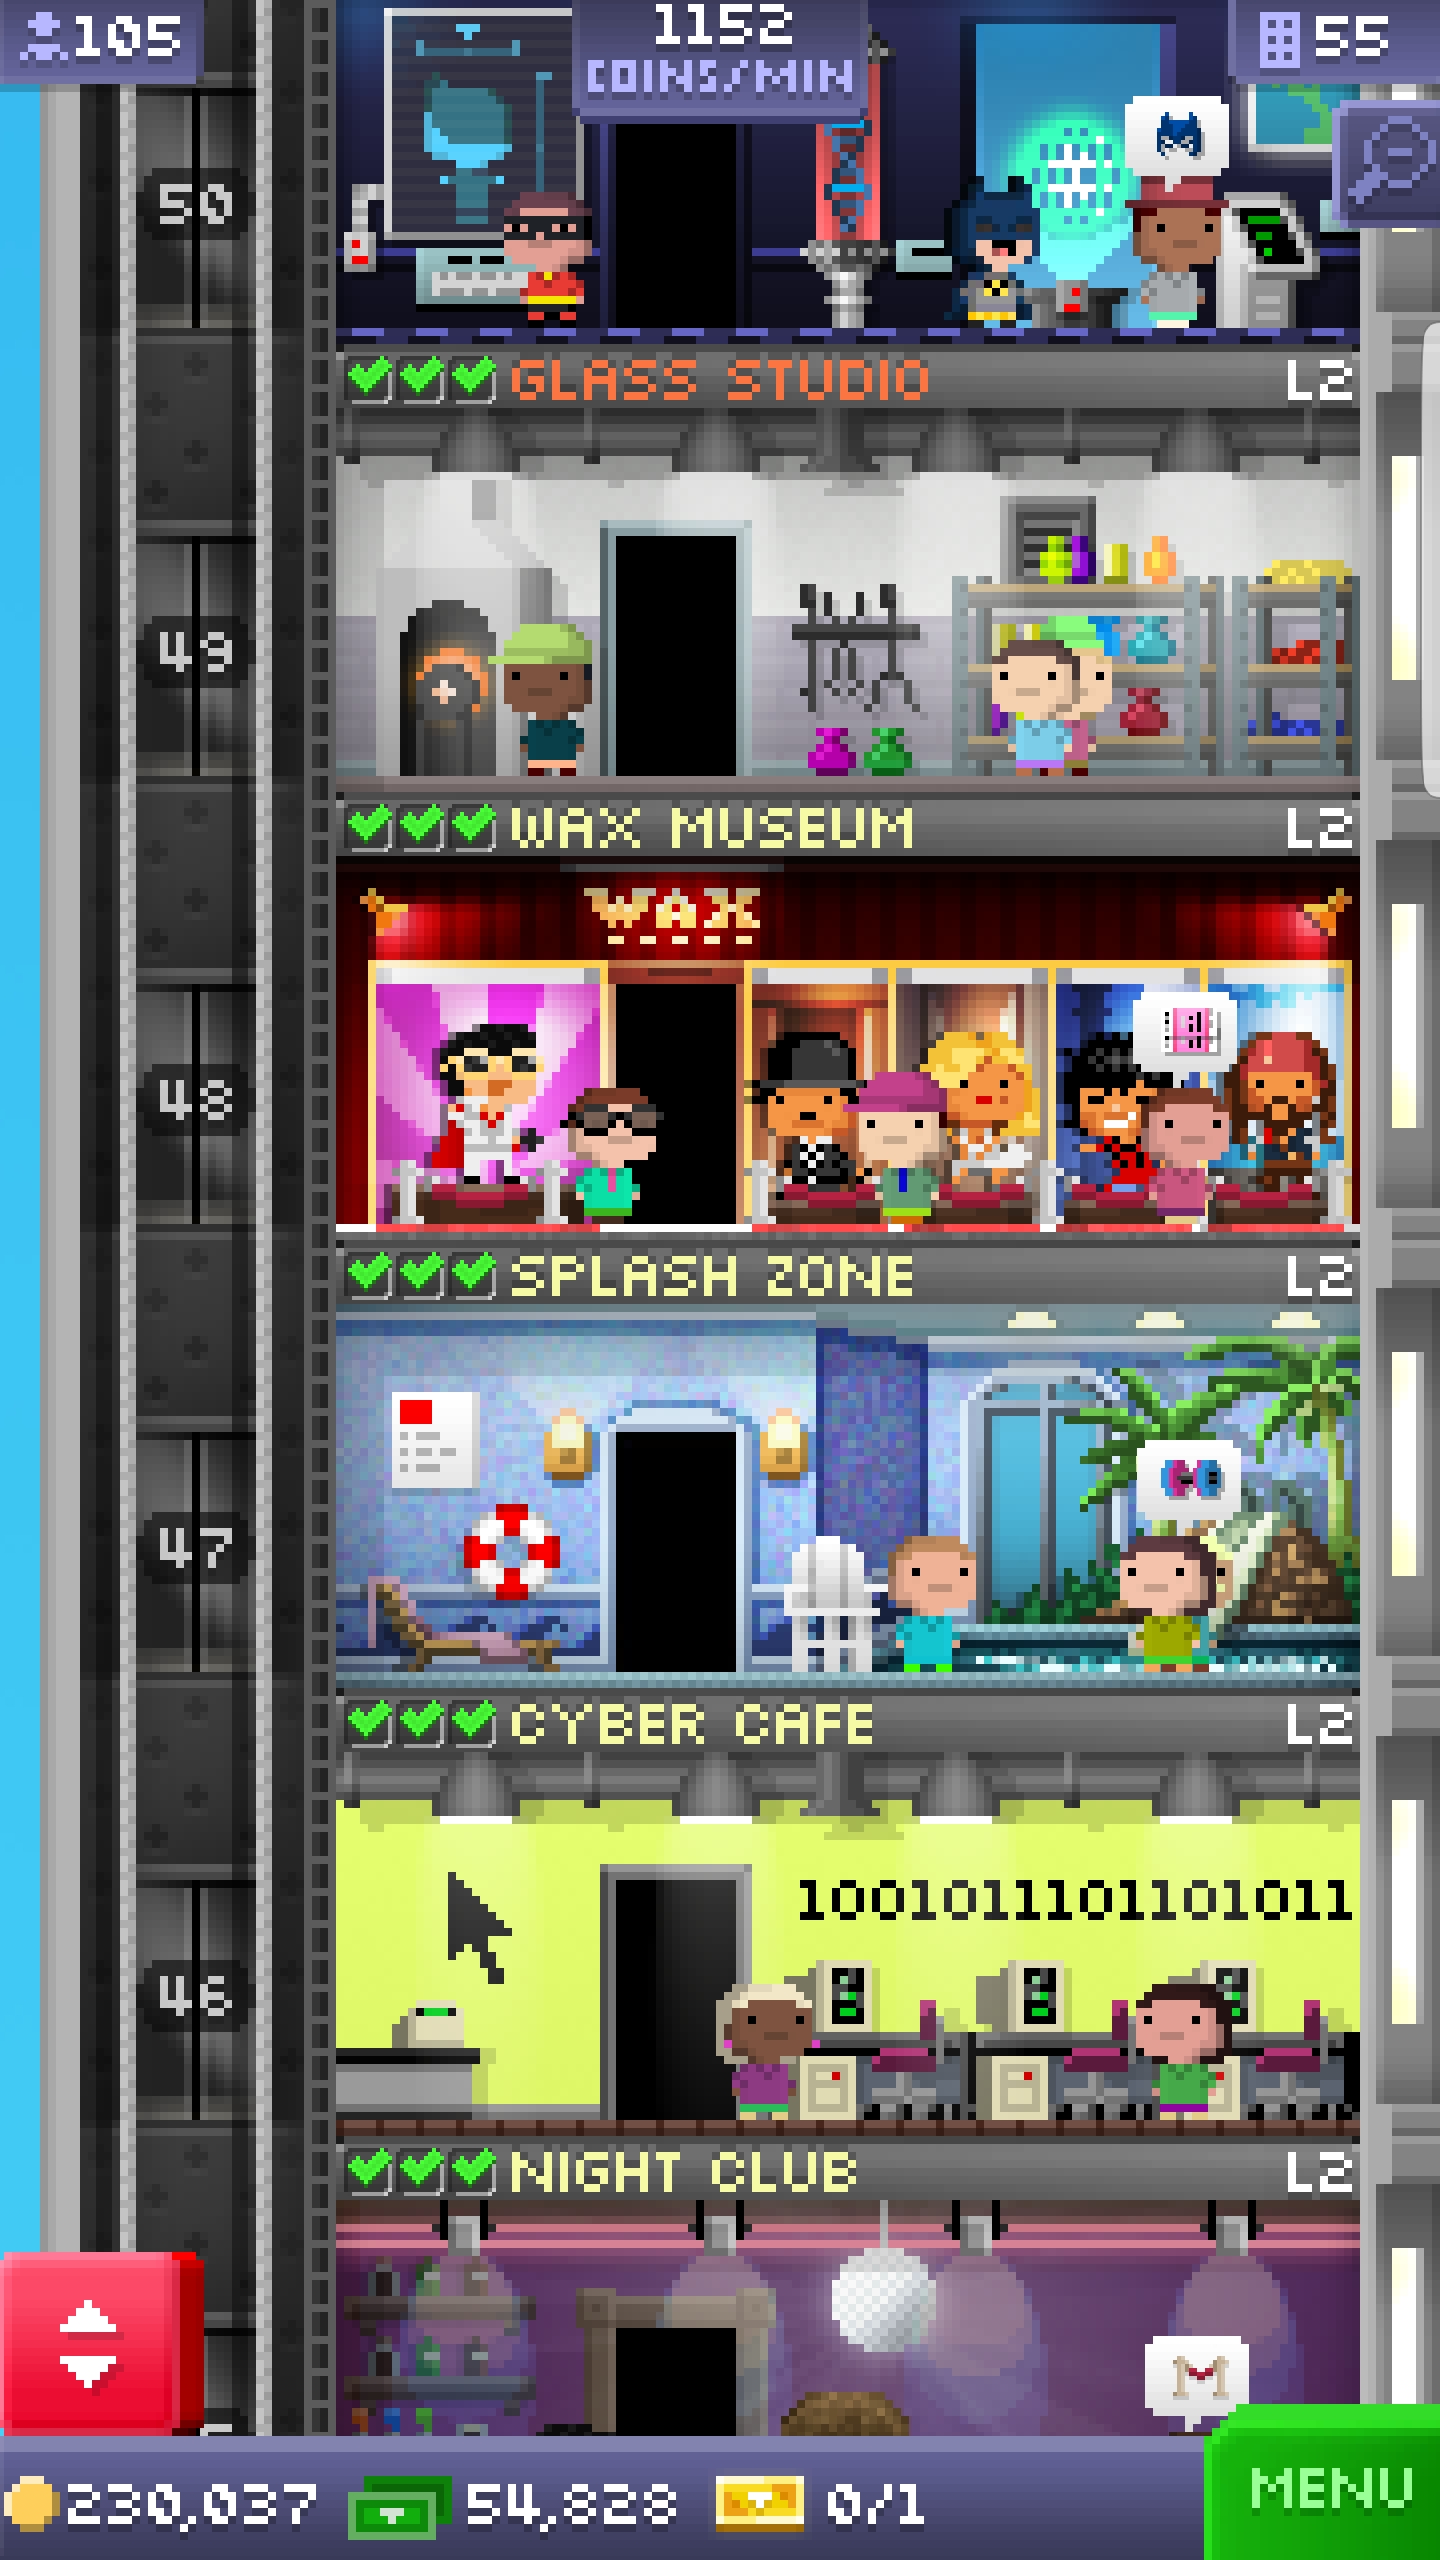 105
1152
COINS/MIN
55
50
GLASS STUDIO L2
49
WAX MUSEUM L2
WAX
48
SPLASH ZONE L2
47
CYBER CAFE L2
10010111101101011
46
NIGHT CLUB L2
M
230,037 54,828 0/1
MENU